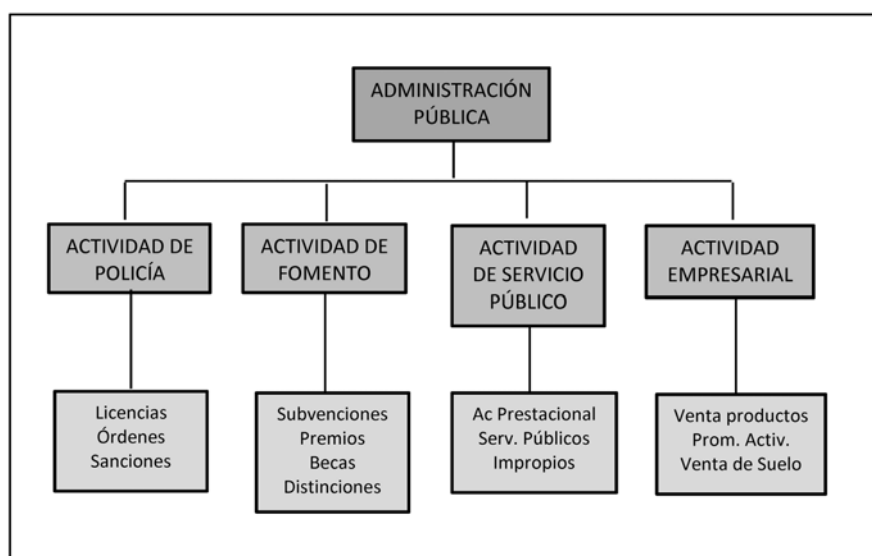 ADMINISTRACIÓN
PÚBLICA
ACTIVIDAD DE
POLICÍA
ACTIVIDAD DE
FOMENTO
ACTIVIDAD
DE SERVICIO
PÚBLICO
ACTIVIDAD
EMPRESARIAL
Licencias
Órdenes
Sanciones
Subvenciones
Premios
Becas
Distinciones
Ac Prestacional
Serv. Públicos
Impropios
Venta productos
Prom. Activ.
Venta de Suelo